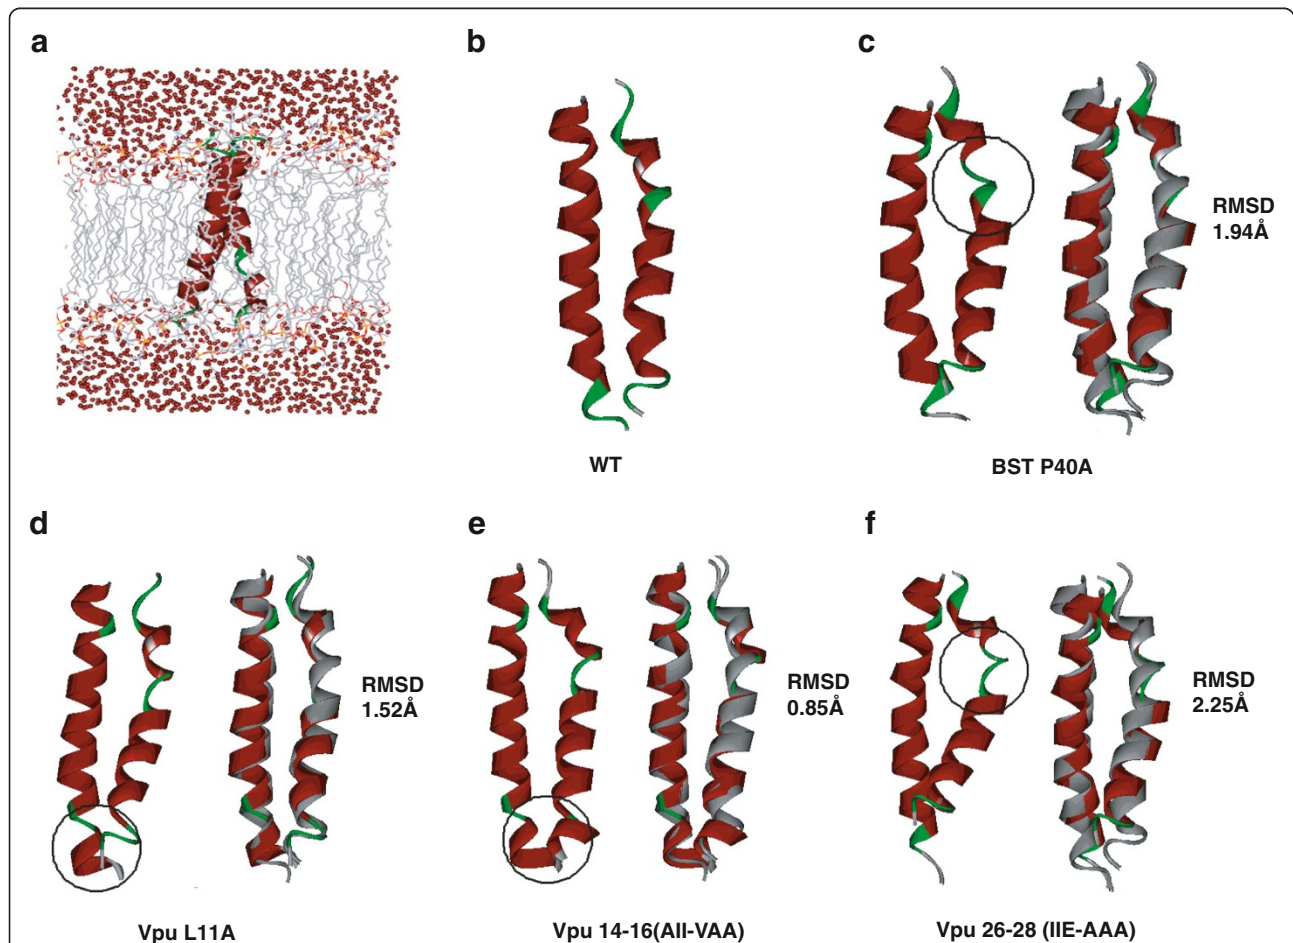 a
b
c
RMSD
1.94Å
WT
BST P40A
d
e
f
RMSD
1.52Å
RMSD
0.85Å
RMSD
2.25Å
Vpu L11A
Vpu 14-16(AII-VAA)
Vpu 26-28 (IIE-AAA)